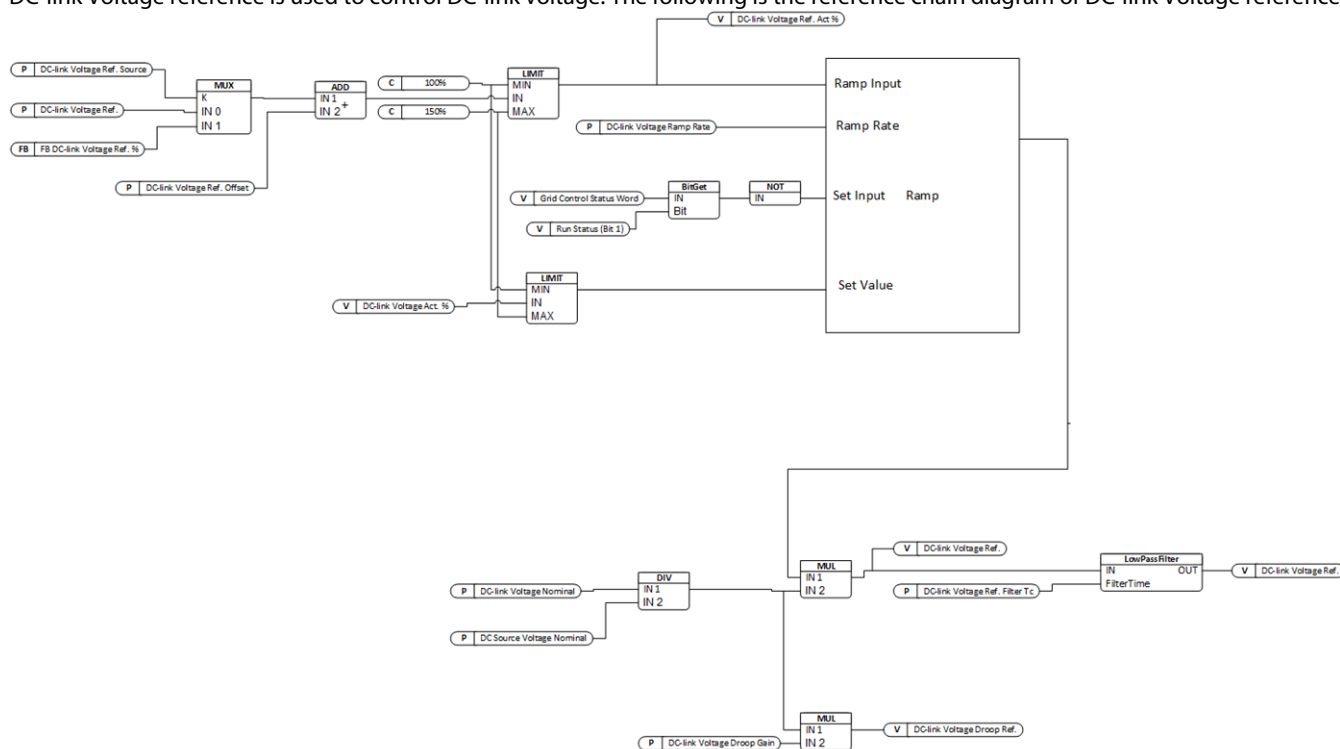 DC-link Voltage reference is used to control DC-link voltage. The following is the reference chain diagram of DC-link Voltage reference
V DC-link Voltage Ref. Act %
P DC-link Voltage Ref. Source
MUX
K
IN 0
IN 1
P DC-link Voltage Ref.
FB FB DC-link Voltage Ref. %
ADD
IN 1
+
IN 2
P DC-link Voltage Ref. Offset
C 100%
C 150%
LIMIT
MIN
IN
MAX
Ramp Input
P DC-link Voltage Ramp Rate
Ramp Rate
V Grid Control Status Word
V Run Status (Bit 1)
BitGet
IN
Bit
NOT
IN
Set Input Ramp
V DC-link Voltage Act. %
LIMIT
MIN
IN
MAX
Set Value
P DC-link Voltage Nominal
P DC Source Voltage Nominal
DIV
IN 1
IN 2
MUL
IN 1
IN 2
V DC-link Voltage Ref.
P DC-link Voltage Ref. Filter Tc
LowPassFilter
IN OUT
FilterTime
V DC-link Voltage Ref.
P DC-link Voltage Droop Gain
MUL
IN 1
IN 2
V DC-link Voltage Droop Ref.